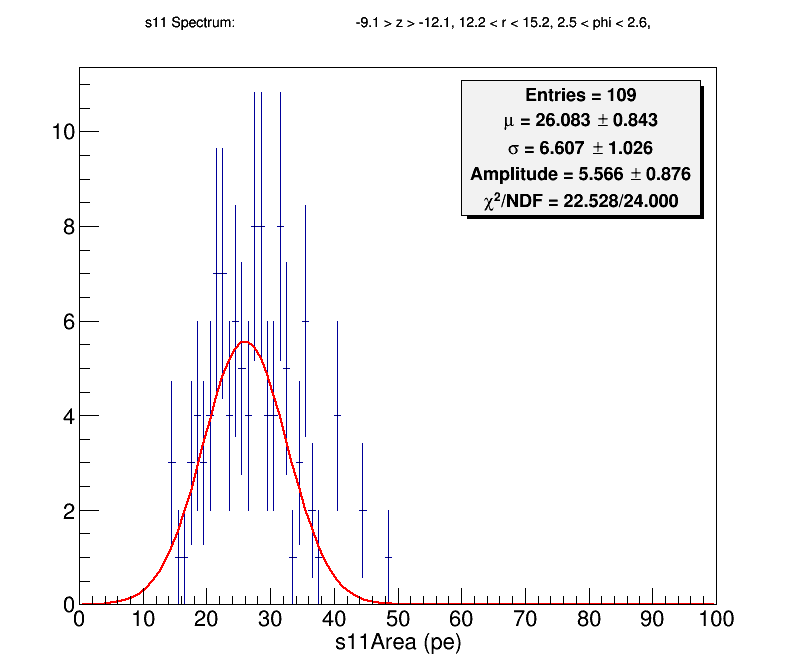 s11 Spectrum: -9.1 > z > -12.1, 12.2 < r < 15.2, 2.5 < phi < 2.6,
Entries = 109
μ = 26.083 ± 0.843
σ = 6.607 ± 1.026
Amplitude = 5.566 ± 0.876
χ²/NDF = 22.528/24.000
10
8
6
4
2
0
0 10 20 30 40 50 60 70 80 90 100
s11Area (pe)